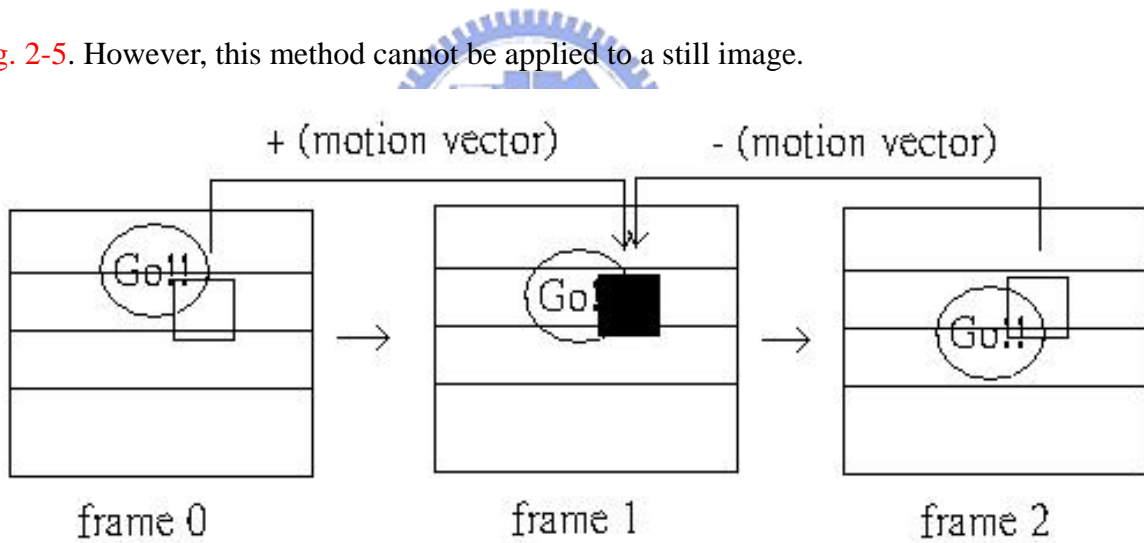 g. 2-5. However, this method cannot be applied to a still image.
+ (motion vector)
- (motion vector)
Go!!
Go!
Go!!
frame 0
frame 1
frame 2